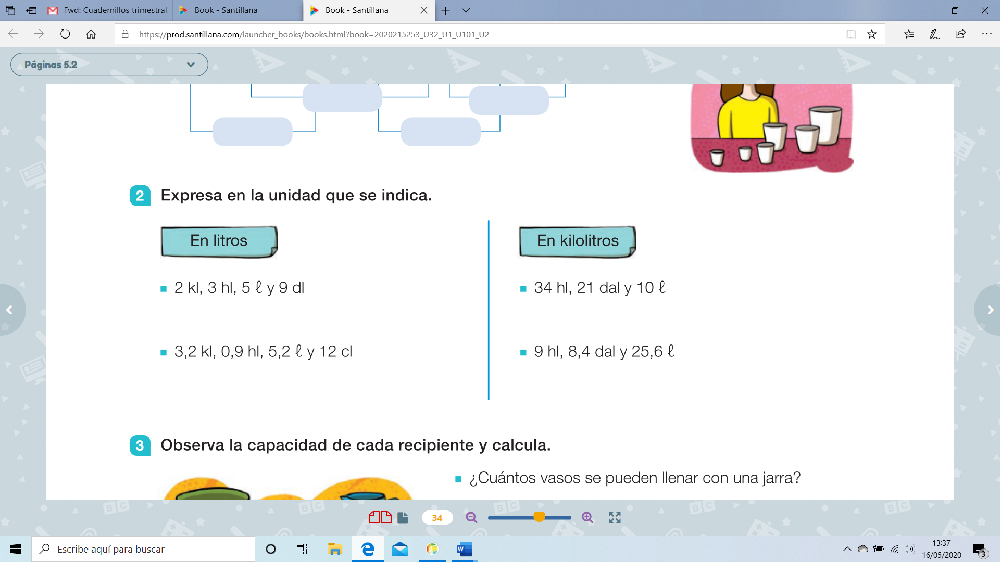 Fwd: Cuadernillos trimestral
Book - Santillana
Book - Santillana
https://prod.santillana.com/launcher_books/books.html?book=2020215253_U32_U1_U101_U2
Páginas 5.2
2 Expresa en la unidad que se indica.
En litros
2 kl, 3 hl, 5 ℓ y 9 dl
3,2 kl, 0,9 hl, 5,2 ℓ y 12 cl
En kilolitros
34 hl, 21 dal y 10 ℓ
9 hl, 8,4 dal y 25,6 ℓ
3 Observa la capacidad de cada recipiente y calcula.
¿Cuántos vasos se pueden llenar con una jarra?
34
Escribe aquí para buscar
13:37
16/05/2020
3